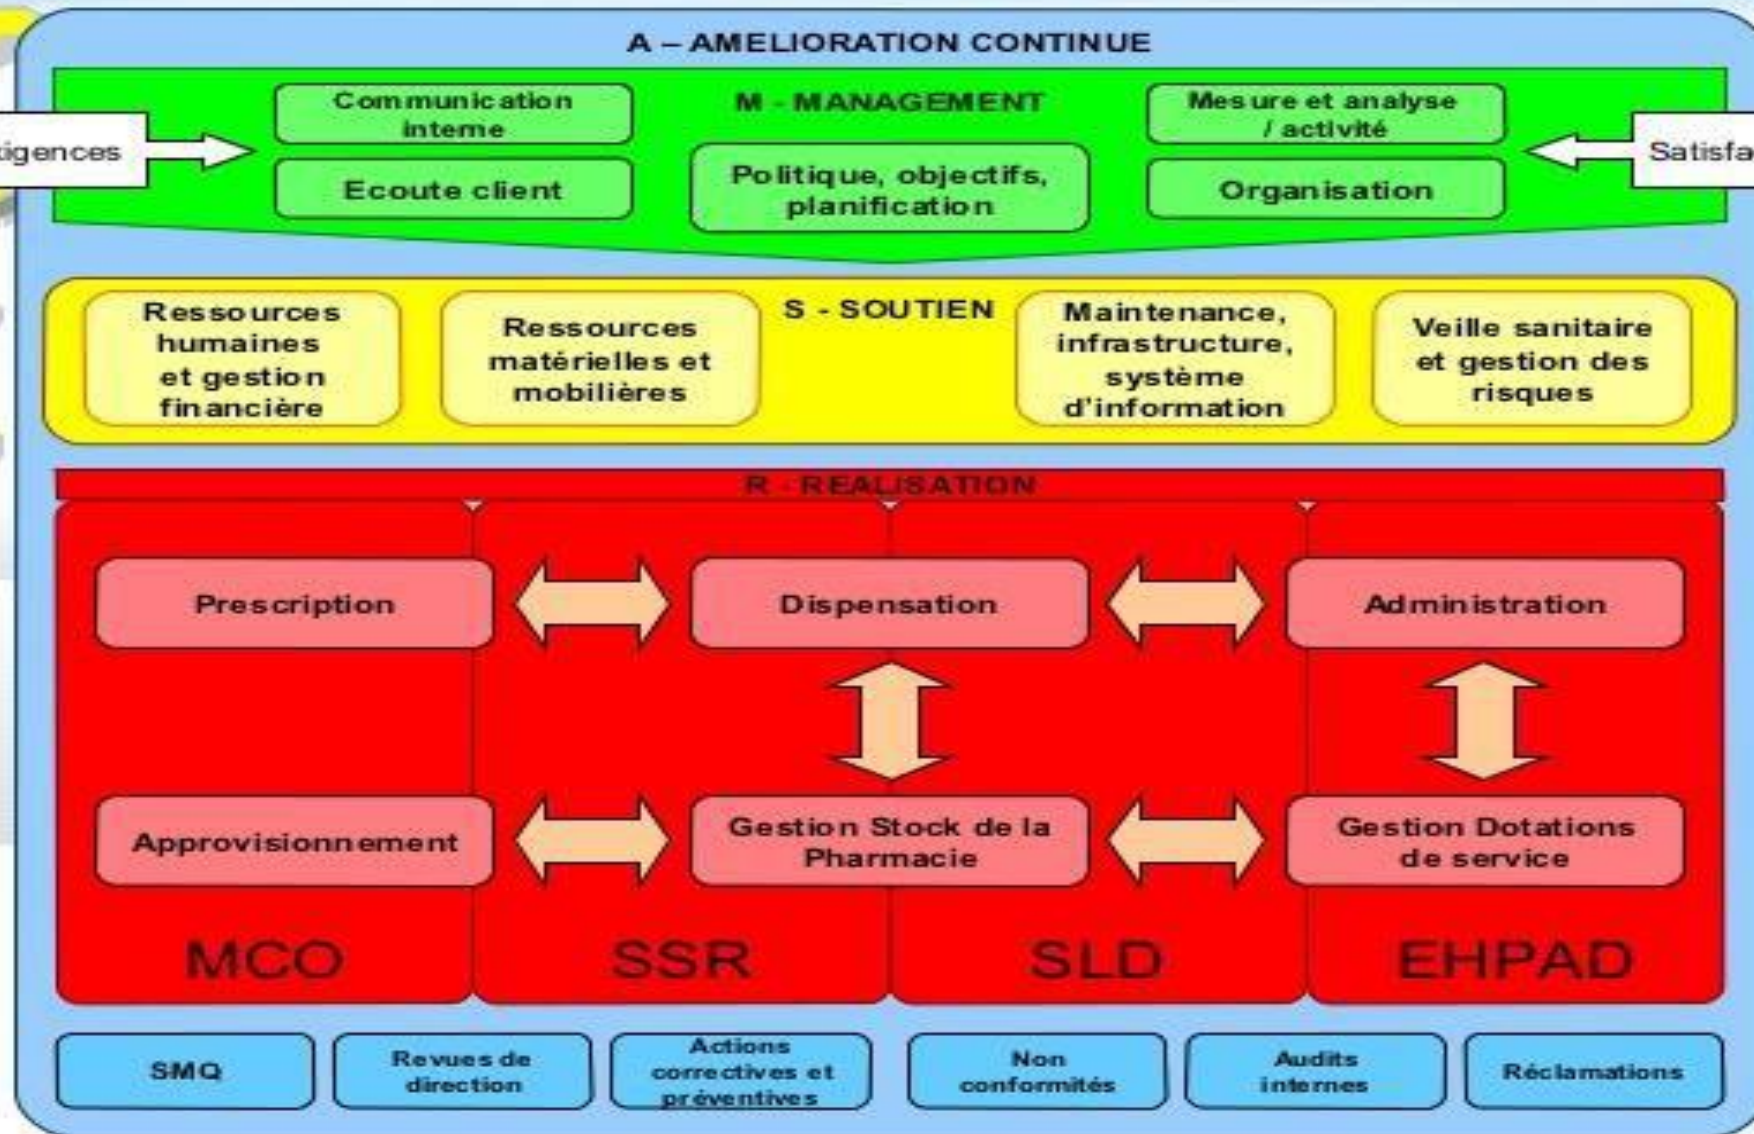 A – AMELIORATION CONTINUE
M - MANAGEMENT
Communication
interne
Mesure et analyse
/ activité
xigences
Satisfa
Ecoute client
Politique, objectifs,
planification
Organisation
S - SOUTIEN
Ressources
humaines
et gestion
financière
Ressources
matérielles et
mobilières
Maintenance,
infrastructure,
système
d'information
Veille sanitaire
et gestion des
risques
R - REALISATION
Prescription
Dispensation
Administration
Approvisionnement
Gestion Stock de la
Pharmacie
Gestion Dotations
de service
MCO
SSR
SLD
EHPAD
SMQ
Revues de
direction
Actions
correctives et
préventives
Non
conformités
Audits
internes
Réclamations